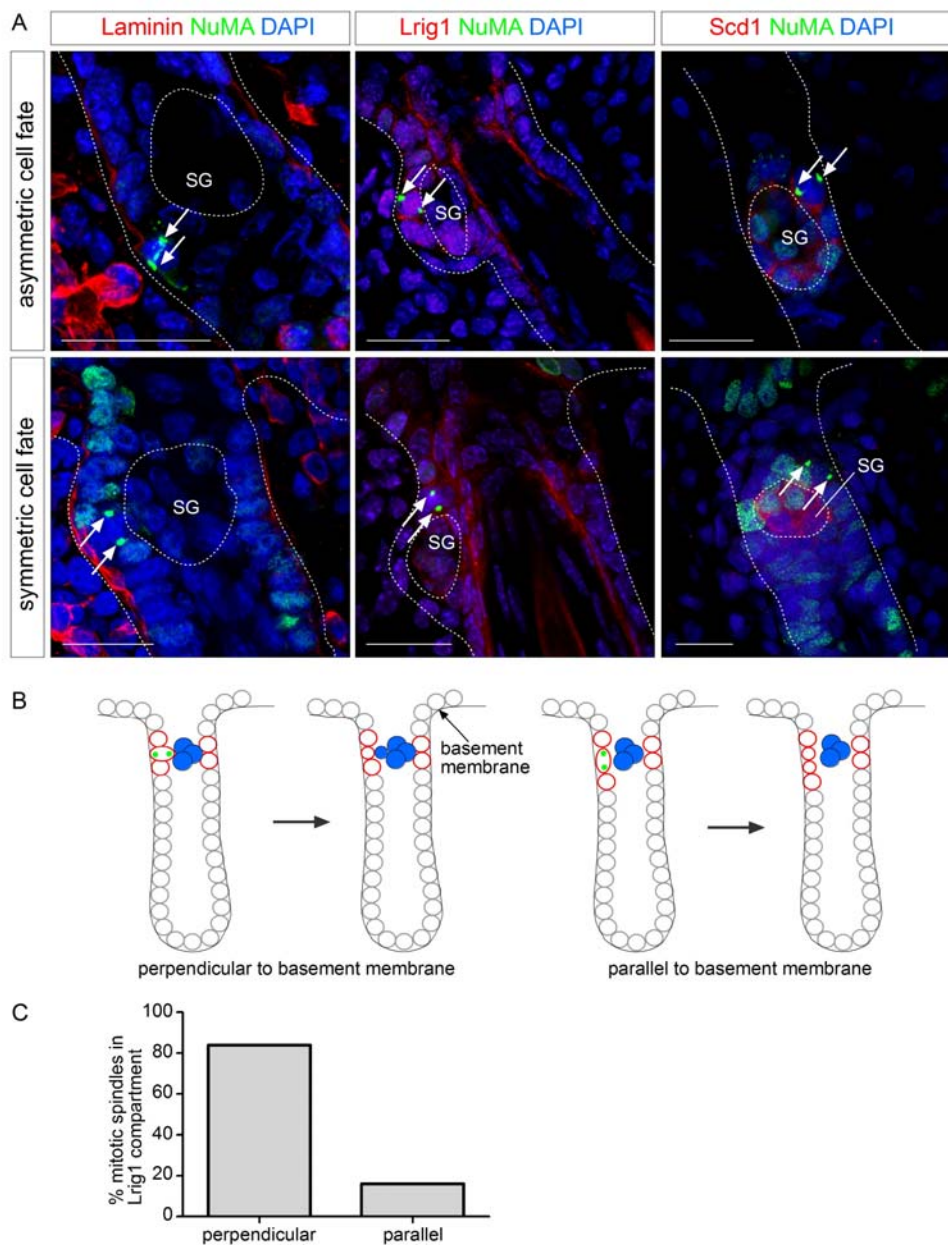 A
Laminin NuMA DAPI
Lrig1 NuMA DAPI
Scd1 NuMA DAPI
asymmetric cell fate
SG
SG
SG
symmetric cell fate
SG
SG
SG
B
basement
membrane
perpendicular to basement membrane
parallel to basement membrane
C
% mitotic spindles in
Lrig1 compartment
100
80
60
40
20
0
perpendicular
parallel